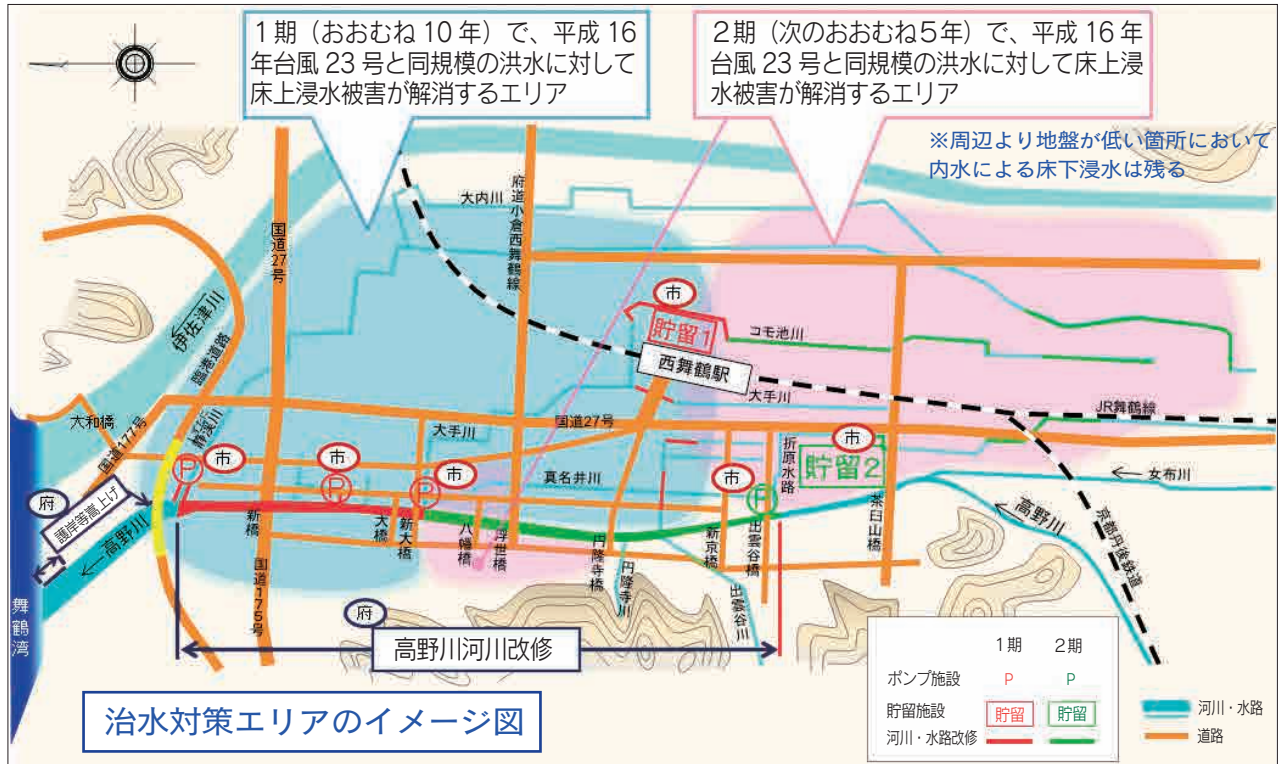 1期（おおむね10年）で、平成16
年台風23号と同規模の洪水に対して
床上浸水被害が解消するエリア
2期（次のおおむね5年）で、平成16年
台風23号と同規模の洪水に対して床上浸
水被害が解消するエリア
※周辺より地盤が低い箇所において
内水による床下浸水は残る
大内川
府道小倉西舞鶴線
国道27号
伊佐津川
臨港道路
市
貯留1
コモ池川
西舞鶴駅
大手川
JR舞鶴線
大和橋
国道177号
静渓川
国道27号
大手川
市
市
市
市
市
P
P
P
P
真名井川
折原水路
貯留2
女布川
高野川
京都丹後鉄道
府
護岸等嵩上げ
高野川
新橋
大橋
新大橋
八幡橋
浮世橋
円隆寺橋
円隆寺川
新京橋
出雲谷橋
出雲谷川
茶臼山橋
国道175号
舞鶴湾
府
高野川河川改修
治水対策エリアのイメージ図
1期 2期
ポンプ施設 P P
貯留施設 貯留 貯留
河川・水路改修
河川・水路
道路